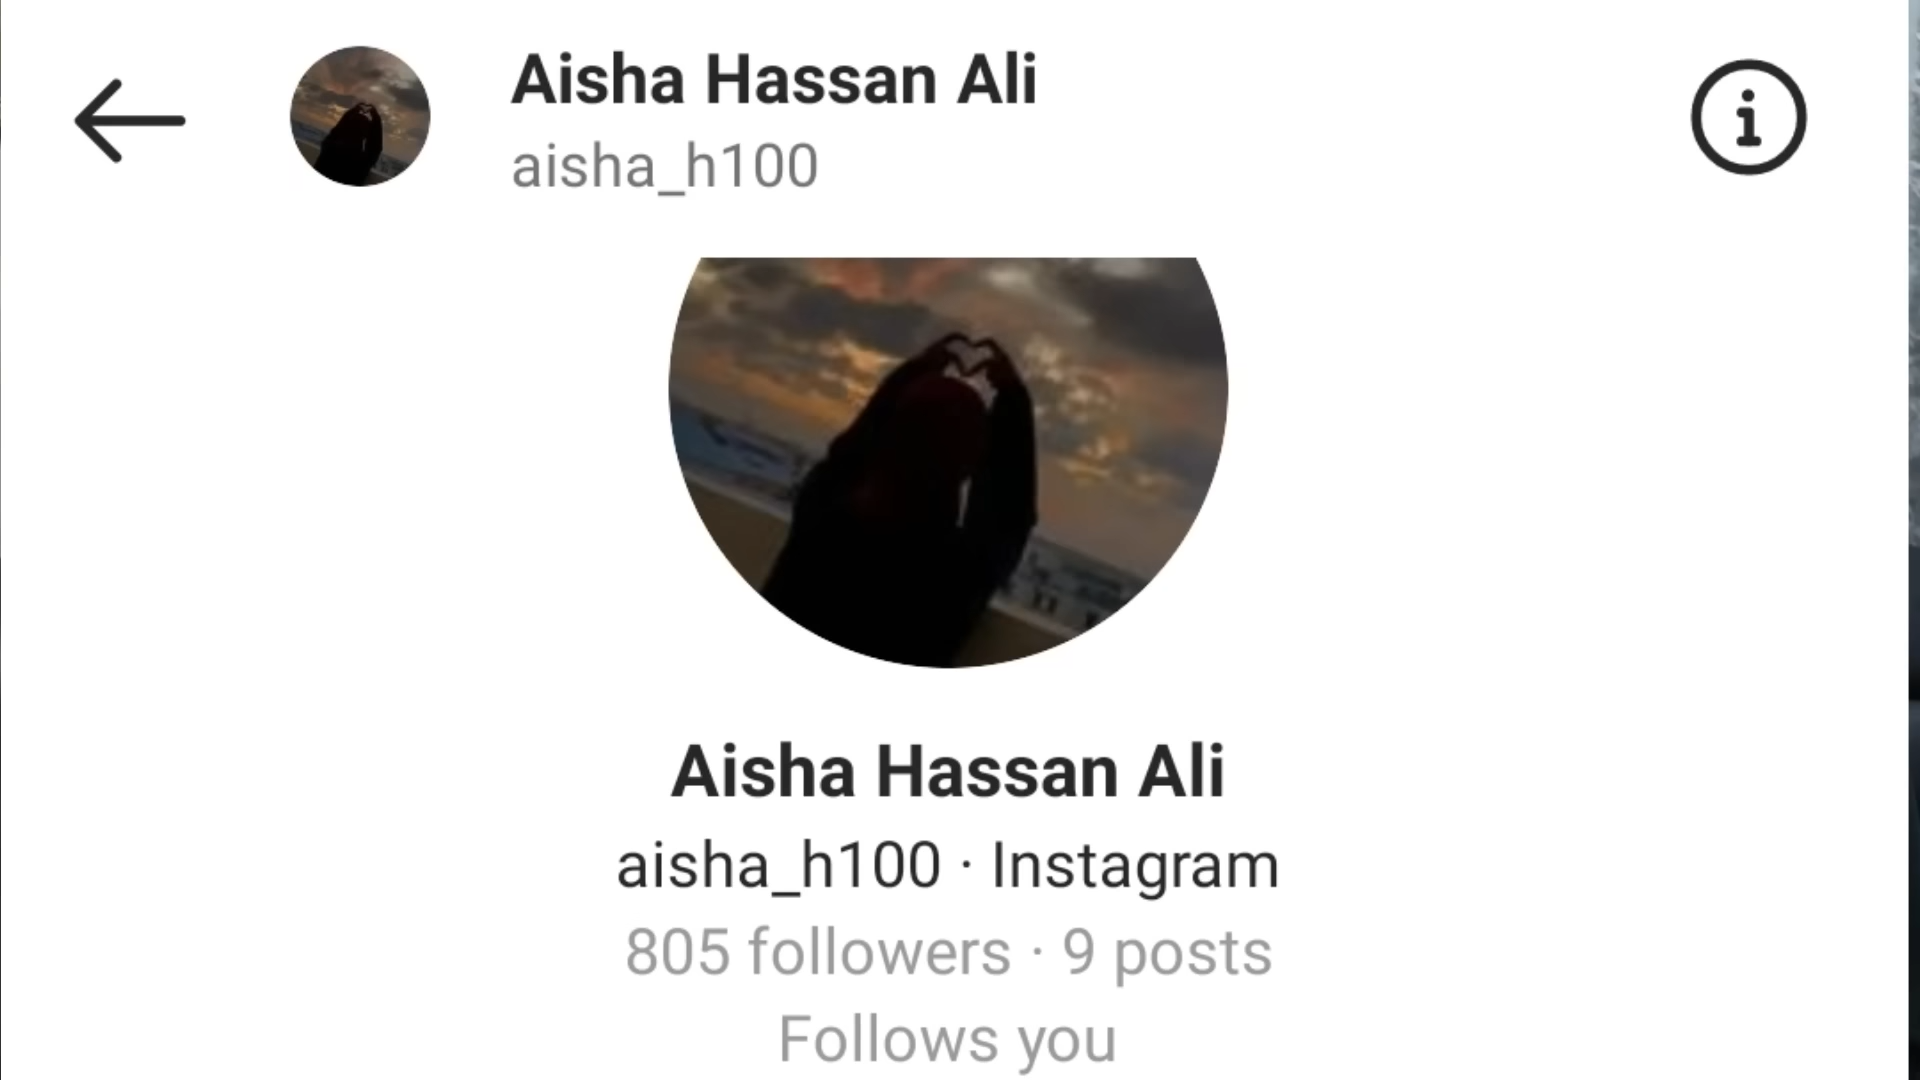 Aisha Hassan Ali
aisha_h100
Aisha Hassan Ali
aisha_h100 · Instagram
805 followers · 9 posts
Follows you